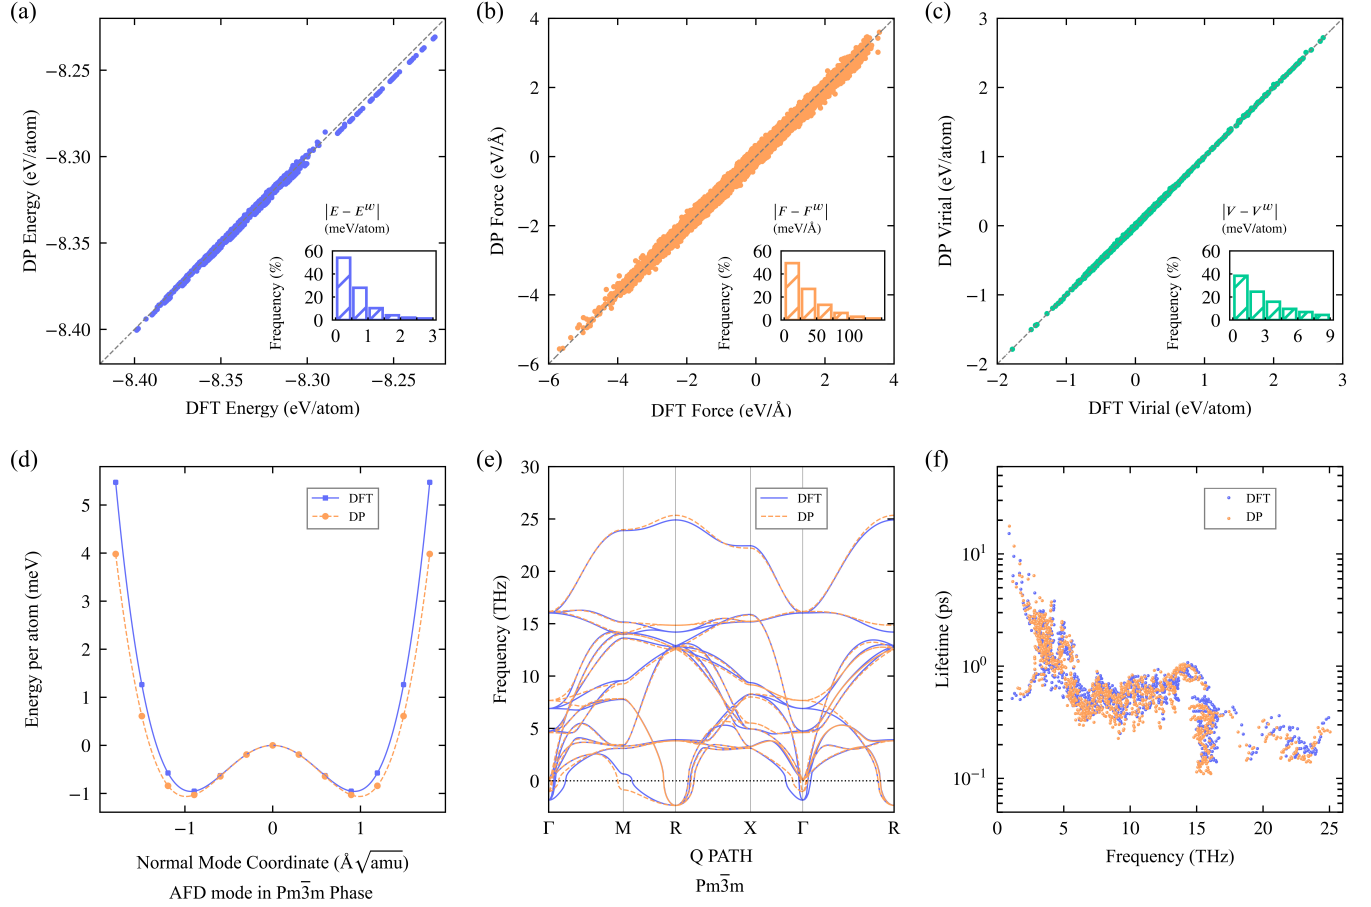 (a)
DP Energy (eV/atom)
−8.25
−8.30
−8.35
−8.40
−8.40
−8.35
−8.30
−8.25
DFT Energy (eV/atom)
|E − E^w|
(meV/atom)
Frequency (%)
60
40
20
0
0
1
2
3
(b)
DP Force (eV/Å)
4
2
0
−2
−4
−6
−6
−4
−2
0
2
4
DFT Force (eV/Å)
|F − F^w|
(meV/Å)
Frequency (%)
60
40
20
0
0
50
100
(c)
DP Virial (eV/atom)
3
2
1
0
−1
−2
−2
−1
0
1
2
3
DFT Virial (eV/atom)
|V − V^w|
(meV/atom)
Frequency (%)
60
40
20
0
0
3
6
9
(d)
Energy per atom (meV)
5
4
3
2
1
0
−1
−1
0
1
DFT
DP
Normal Mode Coordinate (Å√amu)
AFD mode in Pm3̅m Phase
(e)
Frequency (THz)
30
25
20
15
10
5
0
DFT
DP
Γ
M
R
X
Γ
R
Q PATH
Pm3̅m
(f)
Lifetime (ps)
10^1
10^0
10^−1
DFT
DP
0
5
10
15
20
25
Frequency (THz)